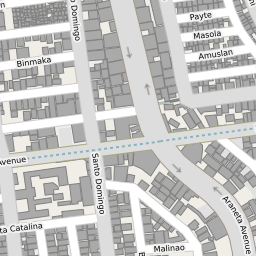 Payte
Masola
Amuslan
Binmaka
Domingo
Avenue
Santo Domingo
Araneta Avenue
ta Catalina
Malinao